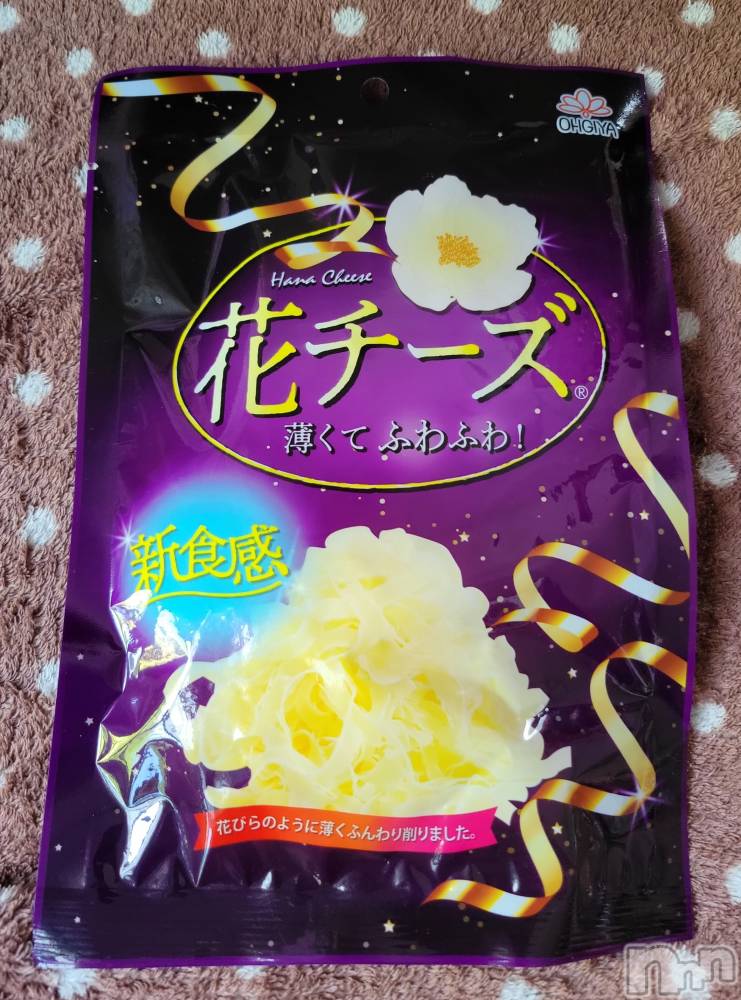 OHGIYA
Hana Cheese
花チーズ®
薄くて ふわふわ!
新食感
花びらのように薄くふんわり削りました。